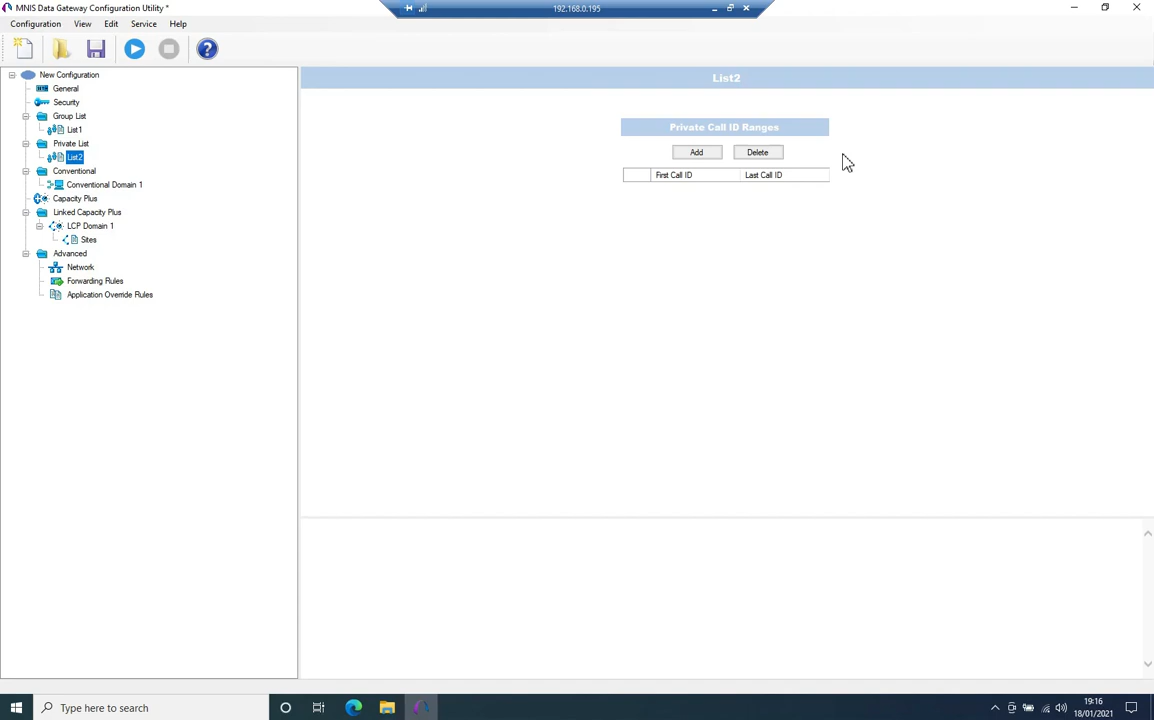 MNIS Data Gateway Configuration Utility *
192.168.0.195
Configuration View Edit Service Help
New Configuration
General
Security
Group List
List1
Private List
List2
Conventional
Conventional Domain 1
Capacity Plus
Linked Capacity Plus
LCP Domain 1
Sites
Advanced
Network
Forwarding Rules
Application Override Rules
List2
Private Call ID Ranges
Add Delete
First Call ID Last Call ID
Type here to search
19:16
18/01/2021